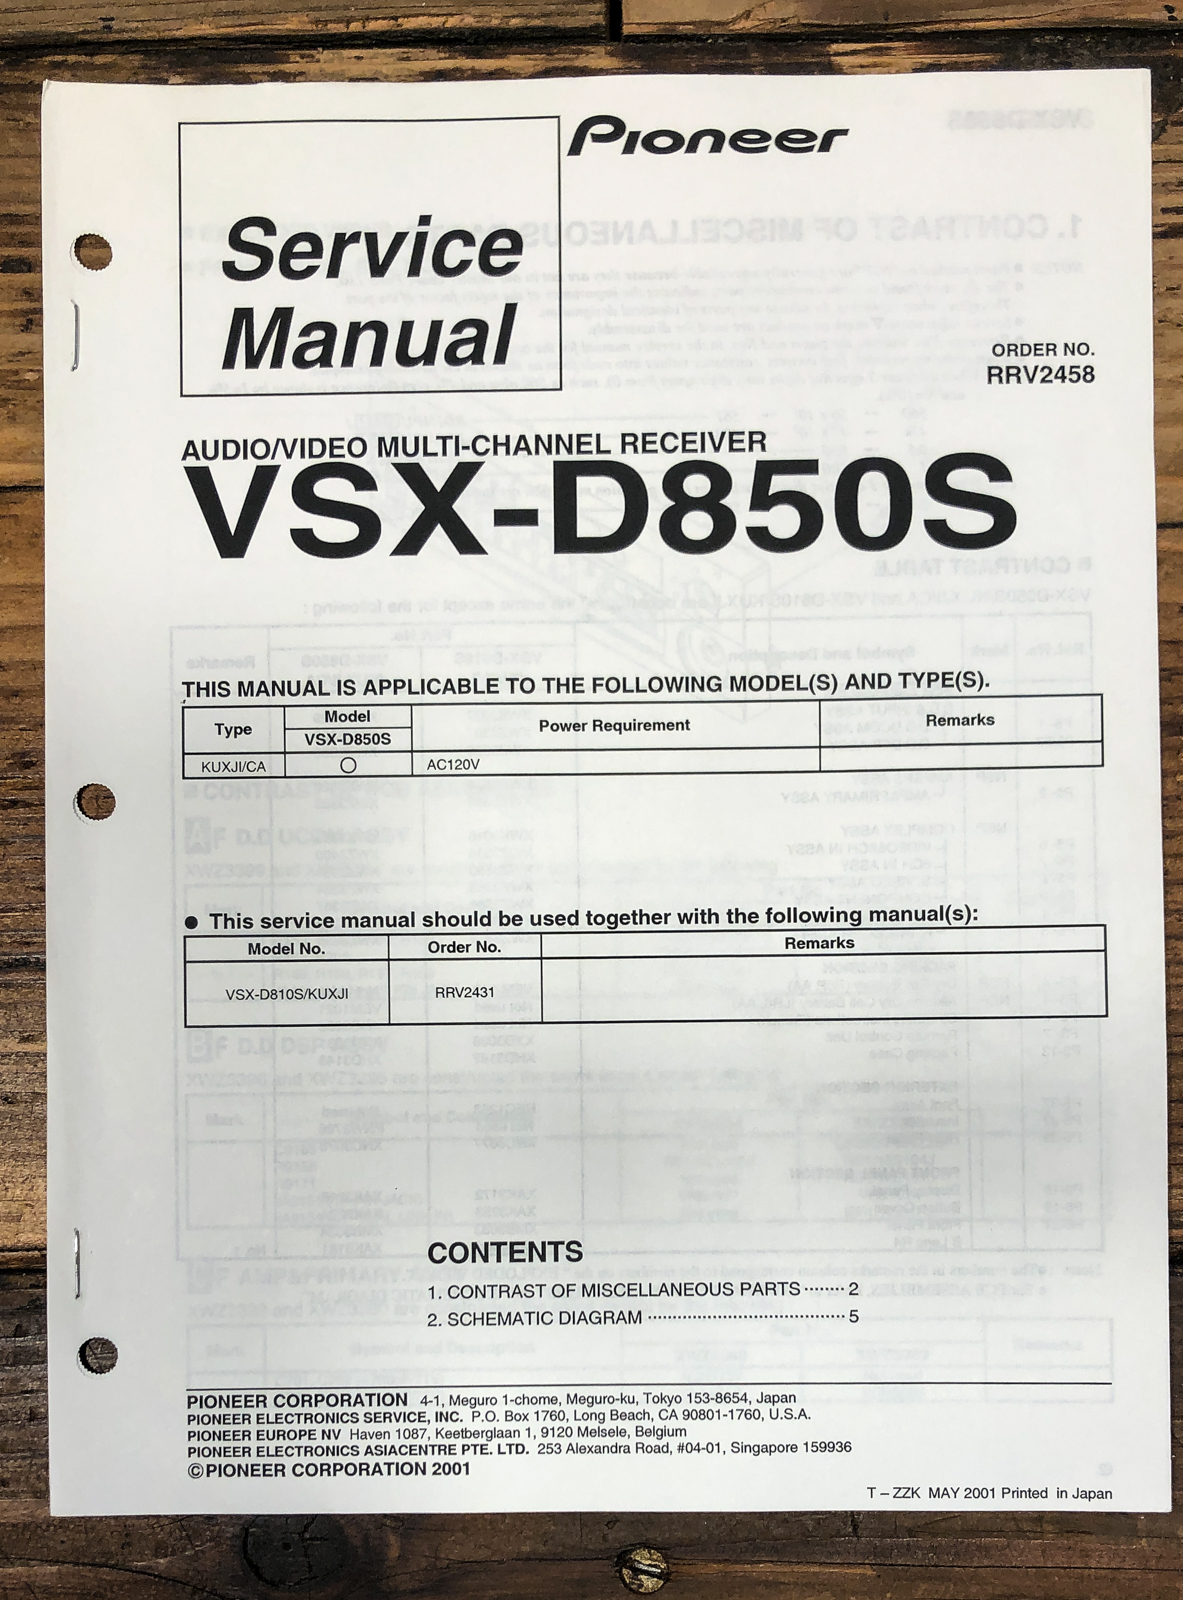 Pioneer
Service
Manual
ORDER NO.
RRV2458
AUDIO/VIDEO MULTI-CHANNEL RECEIVER
VSX-D850S
THIS MANUAL IS APPLICABLE TO THE FOLLOWING MODEL(S) AND TYPE(S).
Type Model Power Requirement Remarks
VSX-D850S
KUXJI/CA ○ AC120V
● This service manual should be used together with the following manual(s):
Model No. Order No. Remarks
VSX-D810S/KUXJI RRV2431
CONTENTS
1. CONTRAST OF MISCELLANEOUS PARTS ········ 2
2. SCHEMATIC DIAGRAM ······································ 5
PIONEER CORPORATION 4-1, Meguro 1-chome, Meguro-ku, Tokyo 153-8654, Japan
PIONEER ELECTRONICS SERVICE, INC. P.O. Box 1760, Long Beach, CA 90801-1760, U.S.A.
PIONEER EUROPE NV Haven 1087, Keetberglaan 1, 9120 Melsele, Belgium
PIONEER ELECTRONICS ASIACENTRE PTE. LTD. 253 Alexandra Road, #04-01, Singapore 159936
© PIONEER CORPORATION 2001
T – ZZK MAY 2001 Printed in Japan